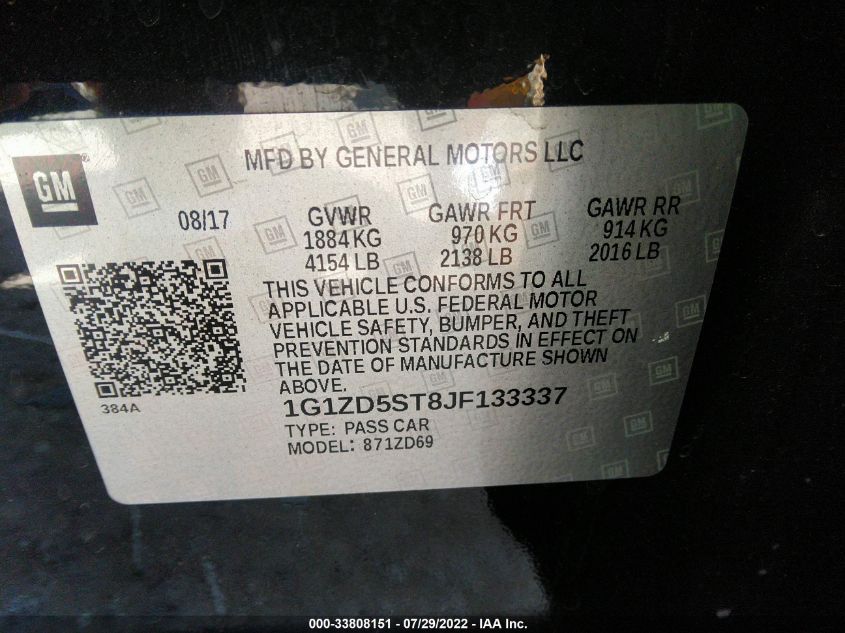 GM
MFD BY GENERAL MOTORS LLC
08/17
GVWR
1884 KG
4154 LB
GAWR FRT
970 KG
2138 LB
GAWR RR
914 KG
2016 LB
THIS VEHICLE CONFORMS TO ALL
APPLICABLE U.S. FEDERAL MOTOR
VEHICLE SAFETY, BUMPER, AND THEFT
PREVENTION STANDARDS IN EFFECT ON
THE DATE OF MANUFACTURE SHOWN
ABOVE.
384A
1G1ZD5ST8JF133337
TYPE: PASS CAR
MODEL: 871ZD69
000-33808151 - 07/29/2022 - IAA Inc.